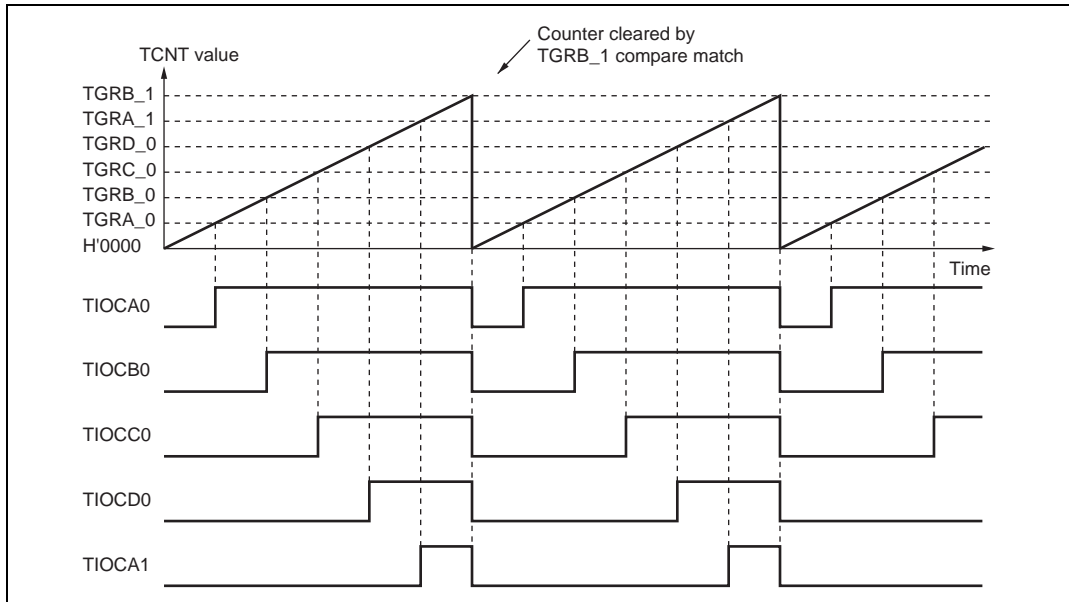 Counter cleared by
TGRB_1 compare match
TCNT value
TGRB_1
TGRA_1
TGRD_0
TGRC_0
TGRB_0
TGRA_0
H'0000
Time
TIOCA0
TIOCB0
TIOCC0
TIOCD0
TIOCA1